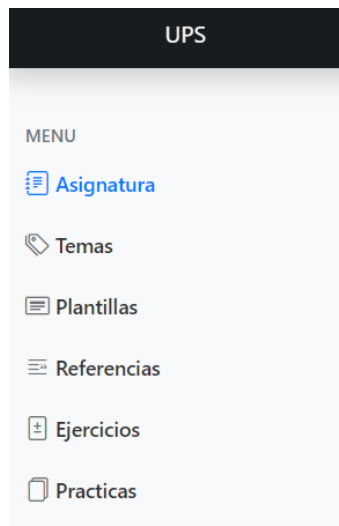 UPS
MENU
Asignatura
Temas
Plantillas
Referencias
Ejercicios
Practicas